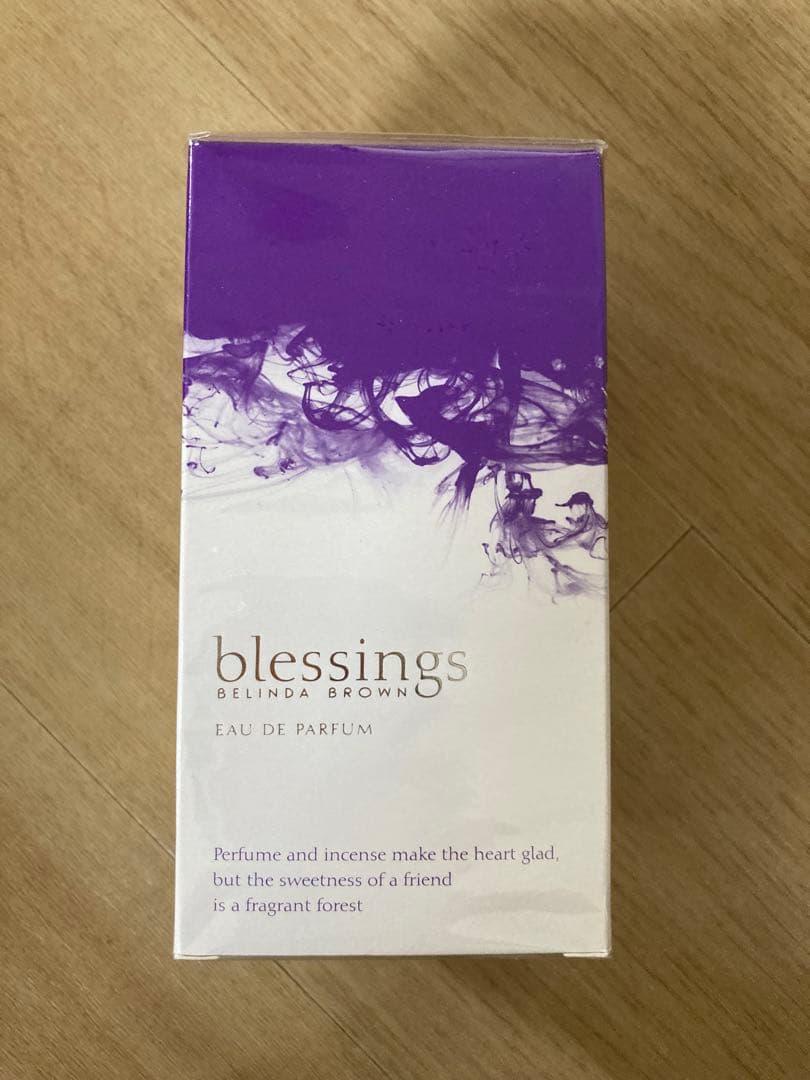 blessings
BELINDA BROWN
EAU DE PARFUM
Perfume and incense make the heart glad,
but the sweetness of a friend
is a fragrant forest